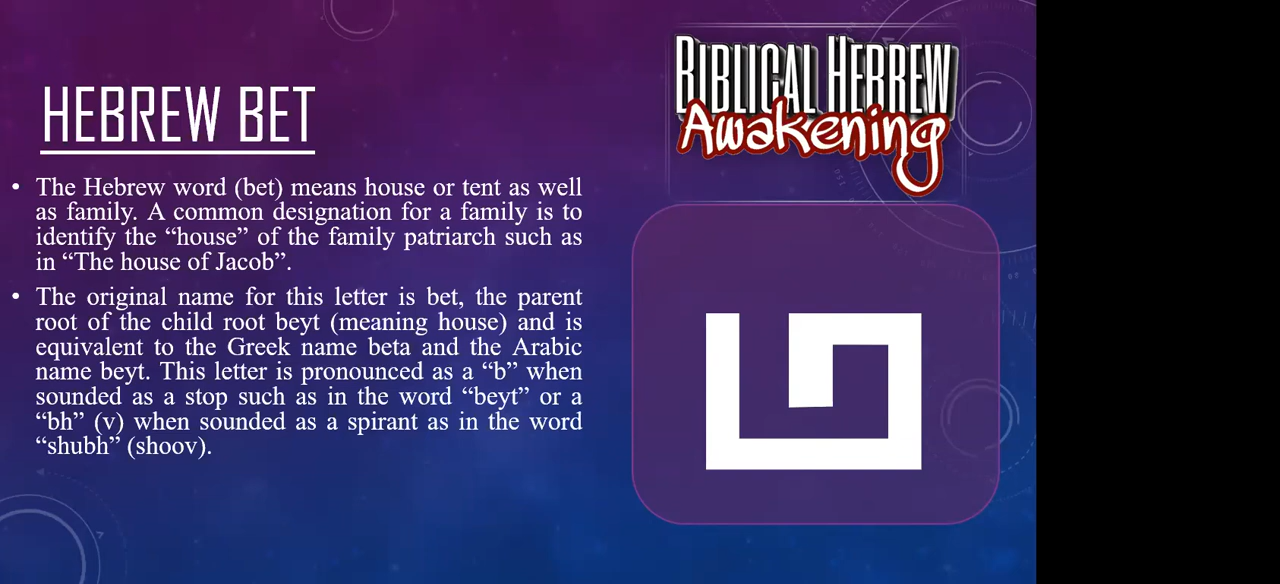 BIBLICAL HEBREW
Awakening
HEBREW BET
• The Hebrew word (bet) means house or tent as well
as family. A common designation for a family is to
identify the “house” of the family patriarch such as
in “The house of Jacob”.
• The original name for this letter is bet, the parent
root of the child root beyt (meaning house) and is
equivalent to the Greek name beta and the Arabic
name beyt. This letter is pronounced as a “b” when
sounded as a stop such as in the word “beyt” or a
“bh” (v) when sounded as a spirant as in the word
“shubh” (shoov).